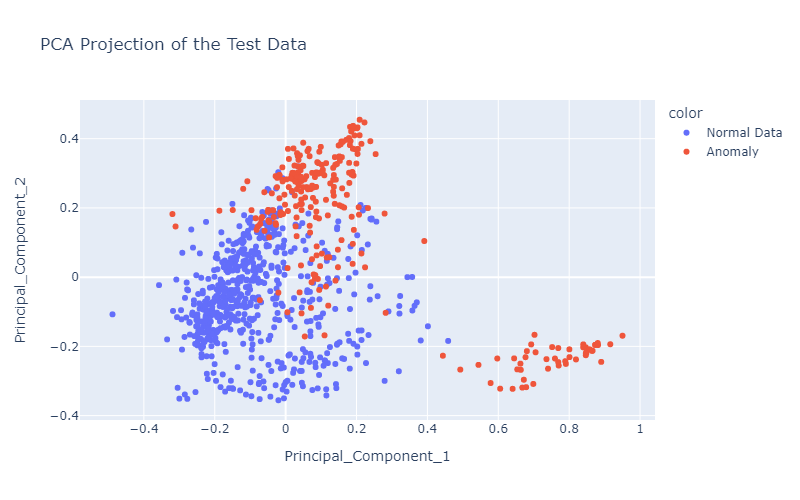 PCA Projection of the Test Data
color
Normal Data
Anomaly
Principal_Component_2
0.4
0.2
0
−0.2
−0.4
−0.4
−0.2
0
0.2
0.4
0.6
0.8
1
Principal_Component_1